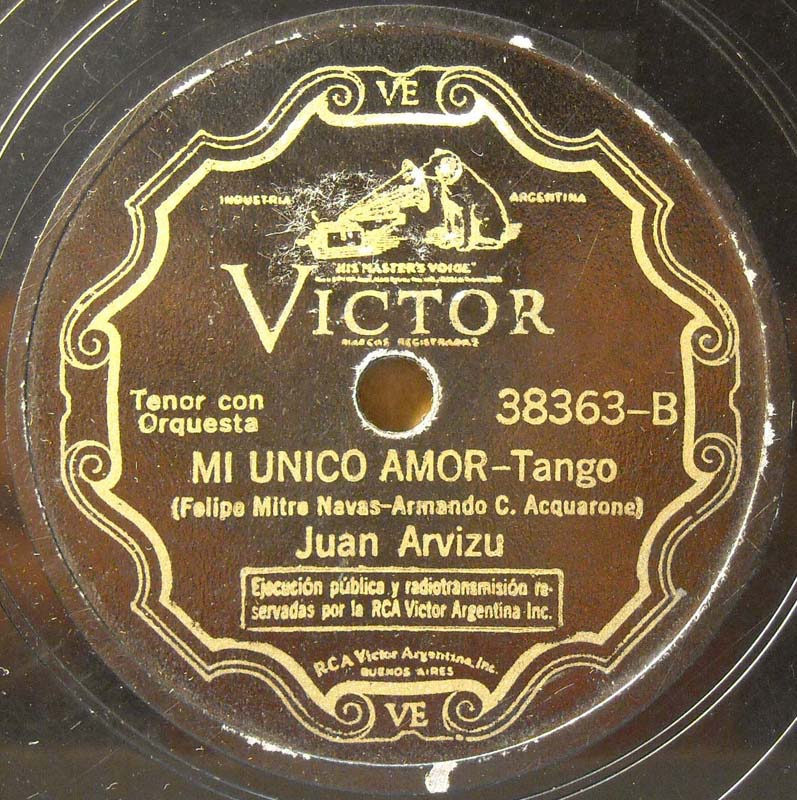 VE
INDUSTRIA ARGENTINA
"HIS MASTER'S VOICE"
VICTOR
MARCAS REGISTRADAS
Tenor con
Orquesta
38363-B
MI UNICO AMOR-Tango
(Felipe Mitre Navas-Armando C. Acquarone)
Juan Arvizu
Ejecución pública y radiotransmisión re-
servadas por la RCA Victor Argentina Inc.
RCA Victor Argentina, Inc.
BUENOS AIRES
VE